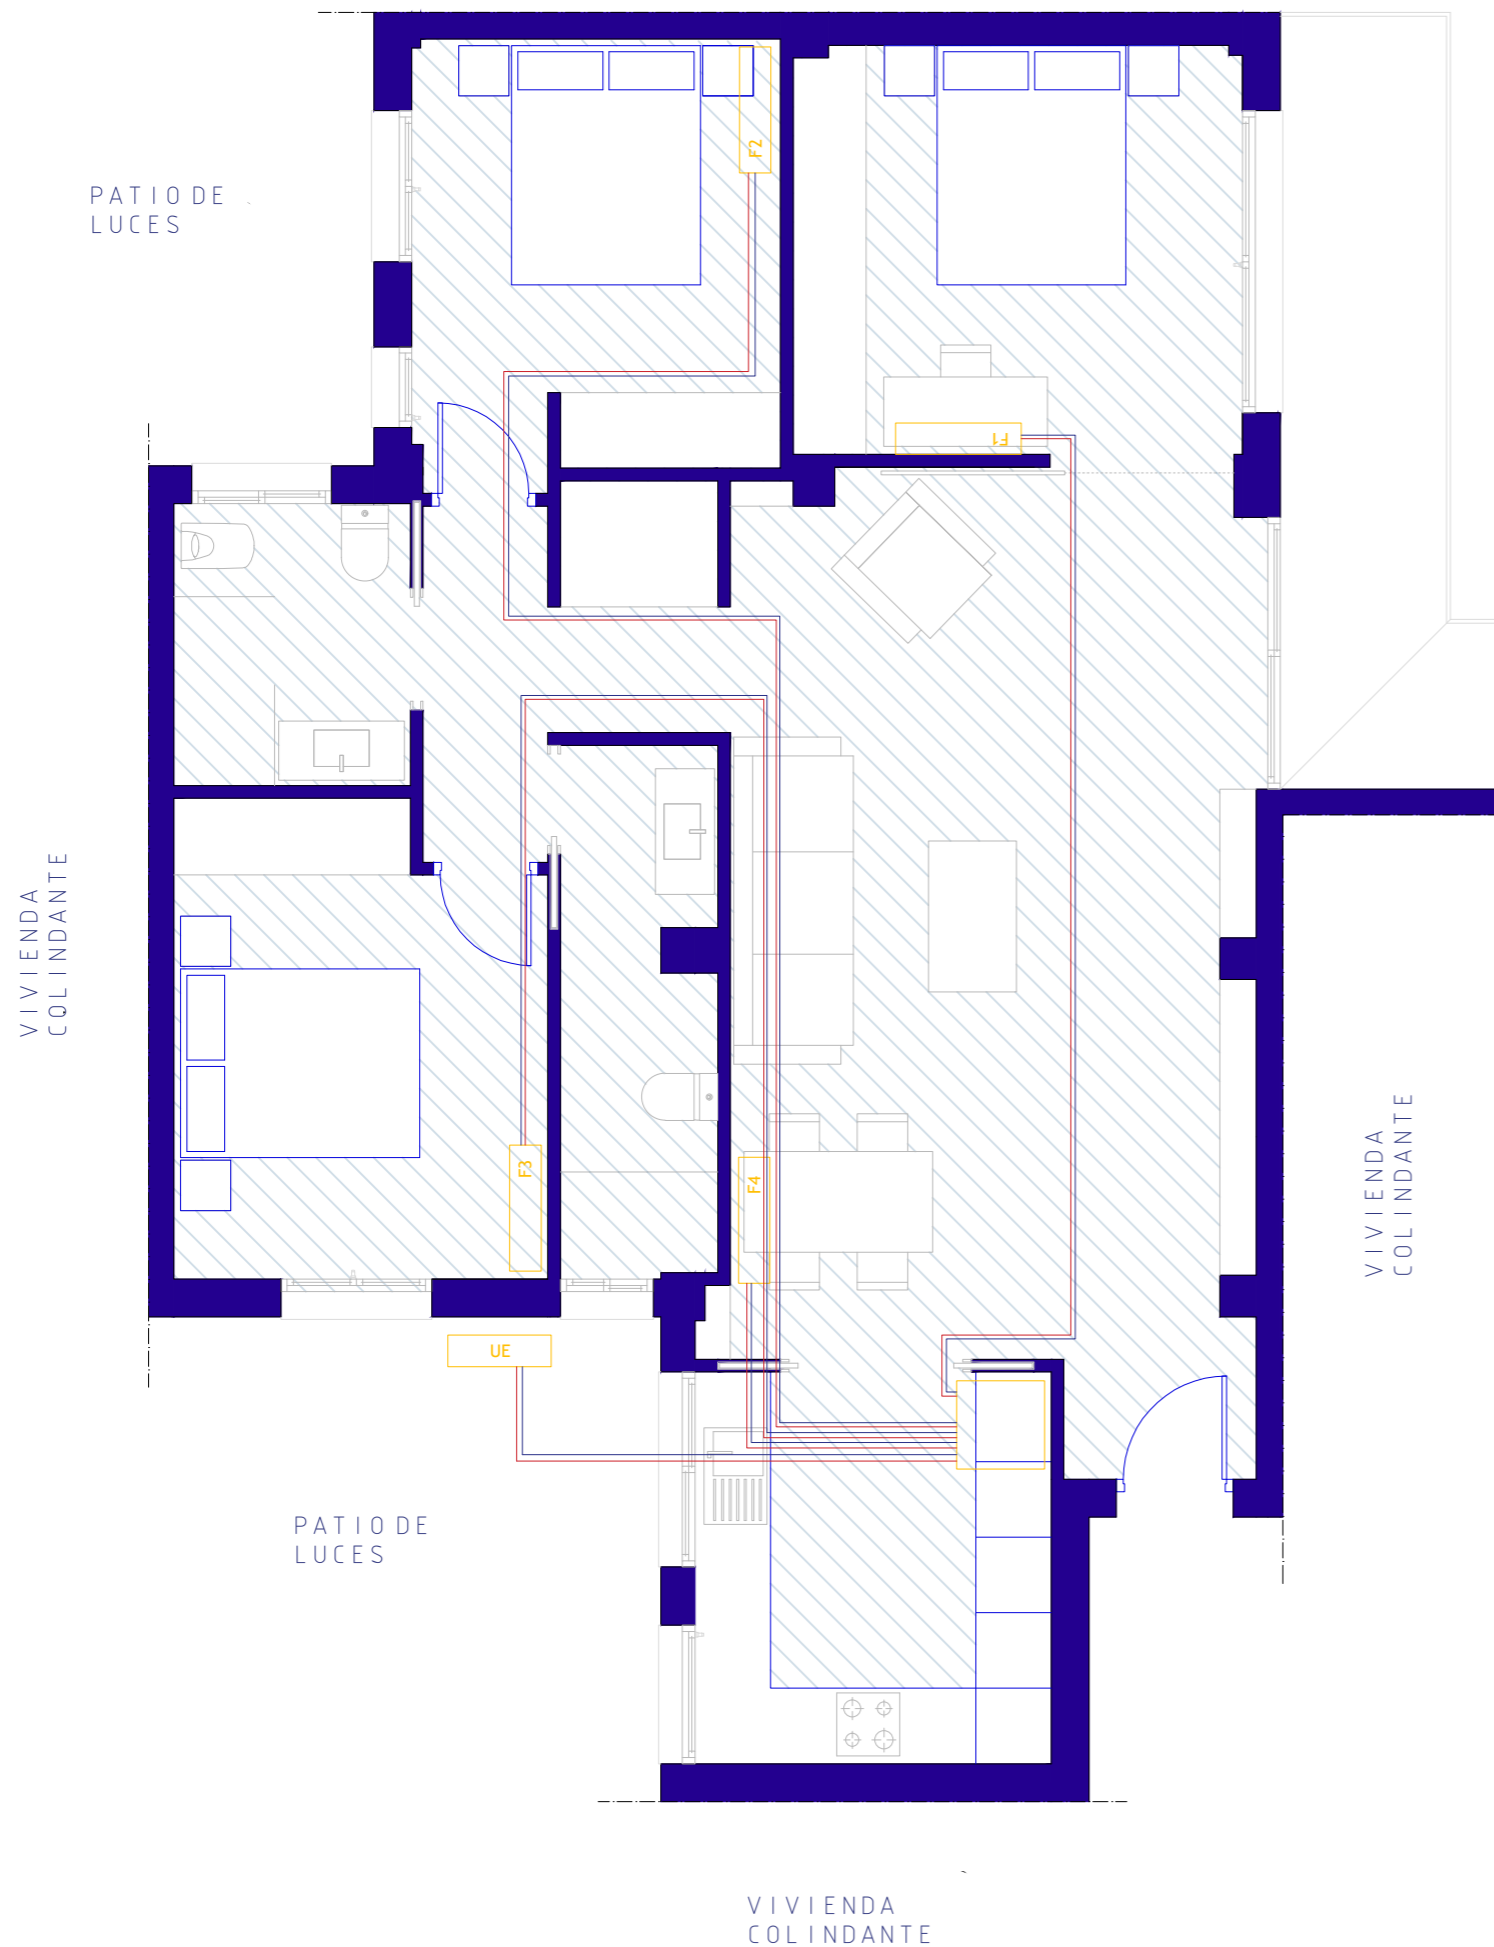 PATIO DE
LUCES
F2
F1
VIVIENDA
COLINDANTE
F3
F4
VIVIENDA
COLINDANTE
UE
PATIO DE
LUCES
VIVIENDA
COLINDANTE